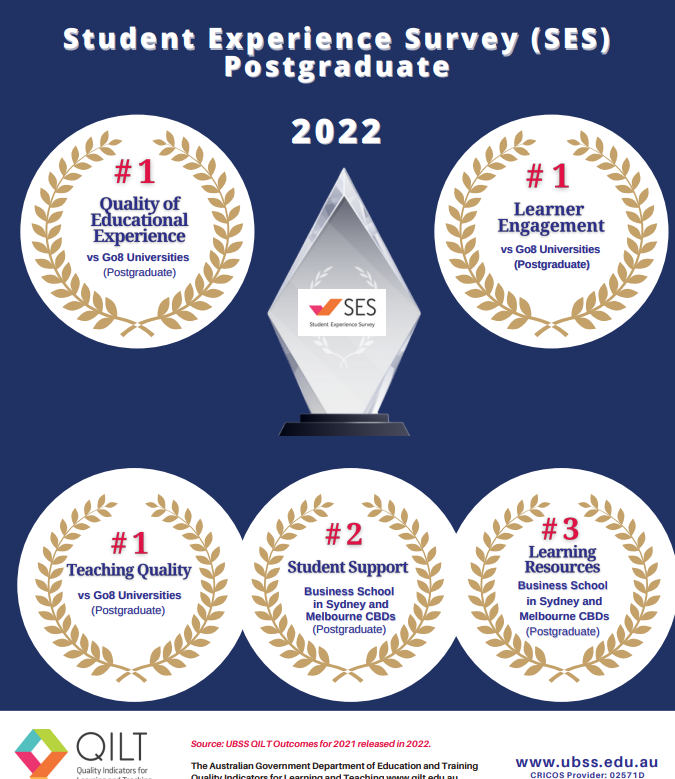 Student Experience Survey (SES)
Postgraduate
2022
#1
Quality of
Educational
Experience
vs Go8 Universities
(Postgraduate)
#1
Learner
Engagement
vs Go8 Universities
(Postgraduate)
SES
Student Experience Survey
#1
Teaching Quality
vs Go8 Universities
(Postgraduate)
#2
Student Support
Business School
in Sydney and
Melbourne CBDs
(Postgraduate)
#3
Learning
Resources
Business School
in Sydney and
Melbourne CBDs
(Postgraduate)
QILT
Quality Indicators for
Learning and Teaching
Source: UBSS QILT Outcomes for 2021 released in 2022.
The Australian Government Department of Education and Training
Quality Indicators for Learning and Teaching www.qilt.edu.au
www.ubss.edu.au
CRICOS Provider: 02571D